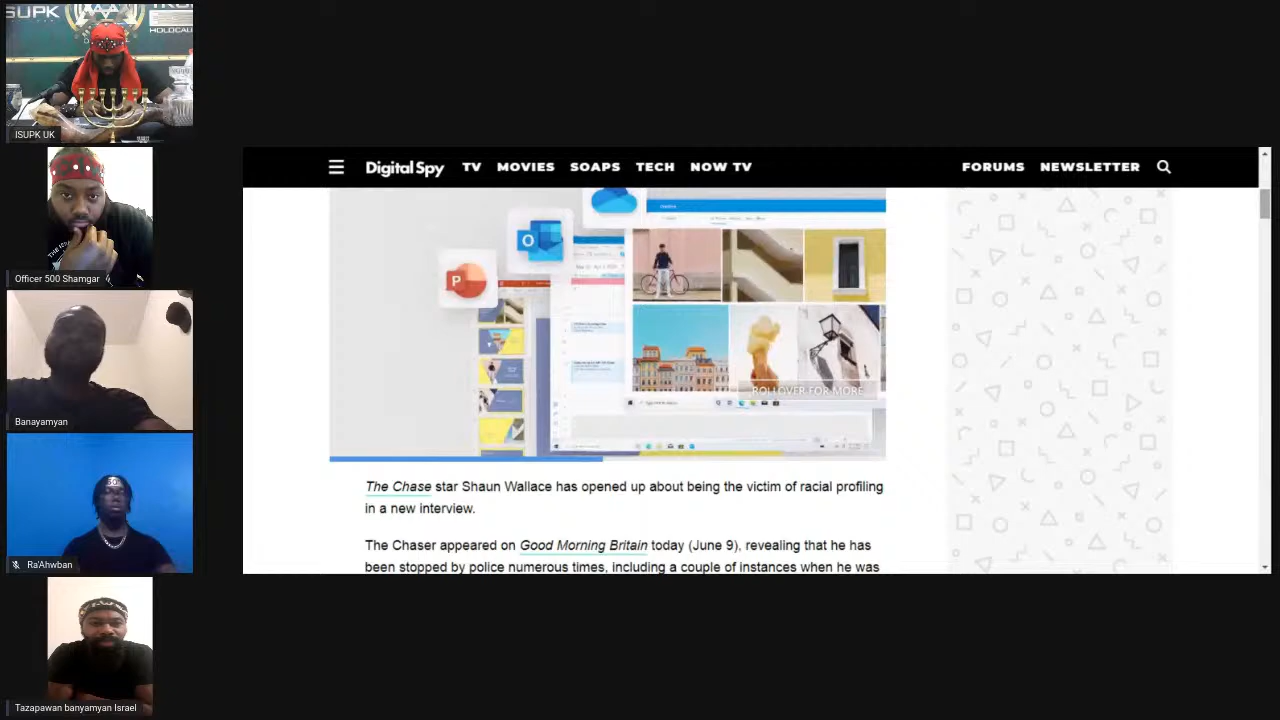 SUPK
HOLOCAU
ISUPK UK
Officer 500 Shamgar
Banayamyan
Ra'Ahwban
Tazapawan banyamyan Israel
Digital Spy TV MOVIES SOAPS TECH NOW TV FORUMS NEWSLETTER
O
P
ROLLOVER FOR MORE
The Chase star Shaun Wallace has opened up about being the victim of racial profiling
in a new interview.
The Chaser appeared on Good Morning Britain today (June 9), revealing that he has
been stopped by police numerous times, including a couple of instances when he was